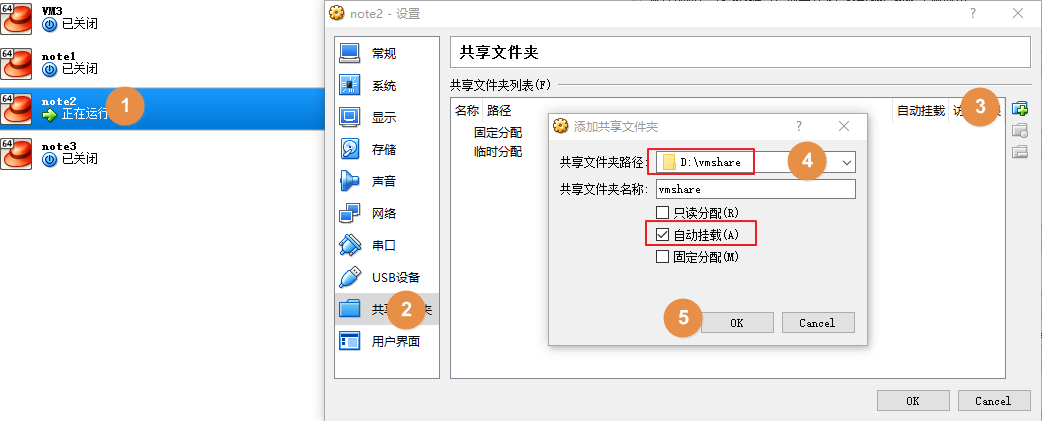 64
VM3
已关闭
64
note1
已关闭
64
note2
正在运行
1
64
note3
已关闭
note2 - 设置
?
常规
系统
显示
存储
声音
网络
串口
USB设备
共享
夹
2
用户界面
共享文件夹
共享文件夹列表(F)
名称 路径 自动挂载 访
3
固定分配
临时分配
添加共享文件夹
?
共享文件夹路径: D:\vmshare
4
共享文件夹名称: vmshare
只读分配(R)
自动挂载(A)
固定分配(M)
5
OK Cancel
OK Cancel